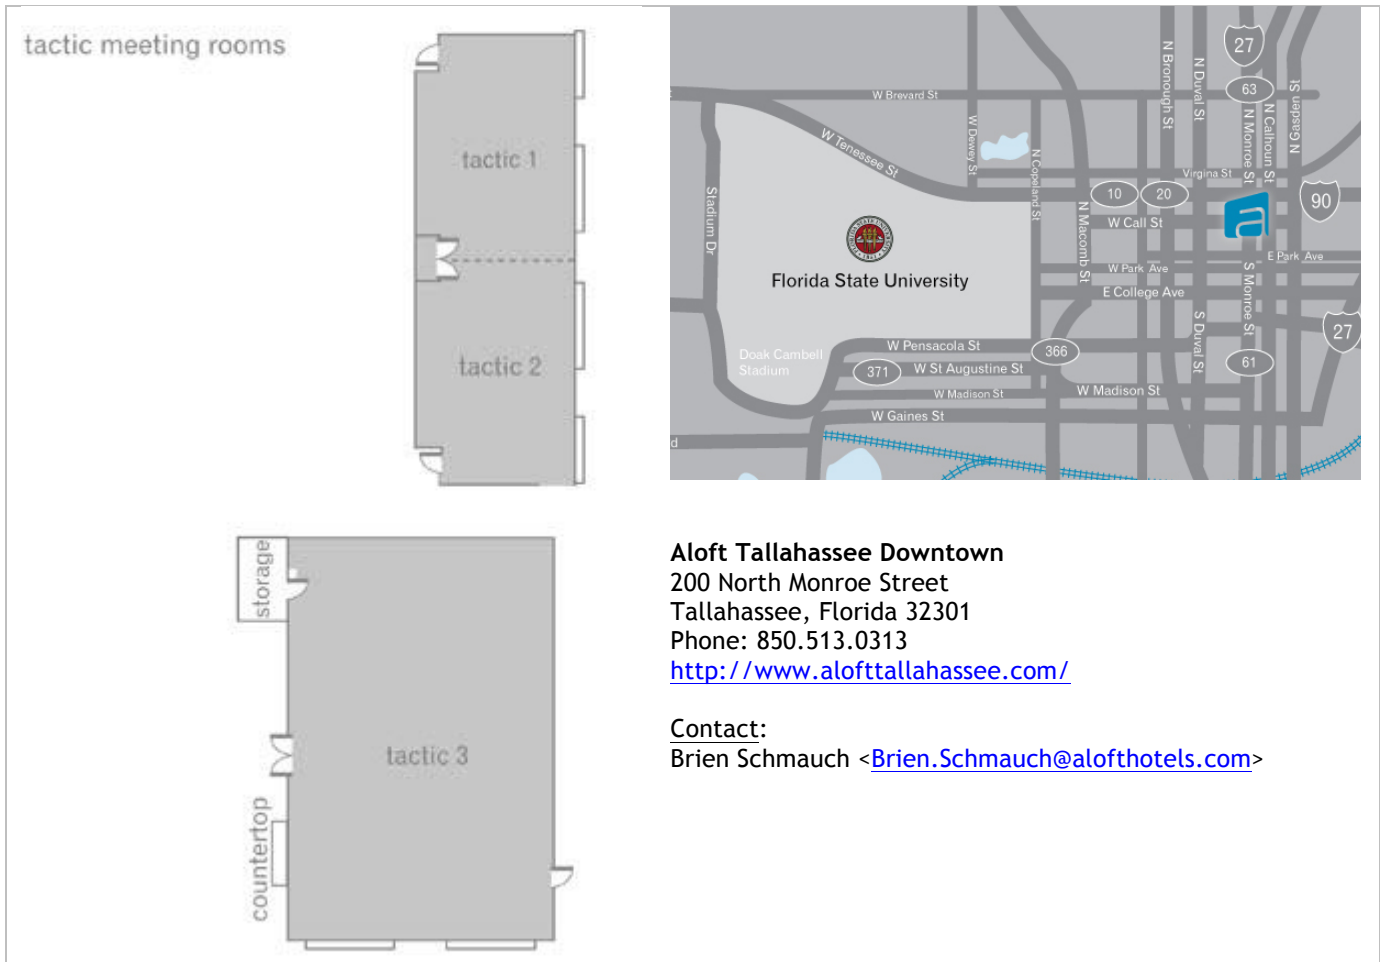 tactic meeting rooms
tactic 1
tactic 2
storage
tactic 3
countertop
27
63
N Bronough St
N Duval St
N Monroe St
N Calhoun St
N Gasden St
W Brevard St
W Tenessee St
W Dewey St
N Copeland St
Virgina St
10
20
90
Stadium Dr
N Macomb St
W Call St
a
FLORIDA STATE UNIVERSITY
1851
Florida State University
E Park Ave
W Park Ave
E College Ave
S Monroe St
S Duval St
27
W Pensacola St
366
Doak Cambell
Stadium
371
W St Augustine St
61
W Madison St
W Madison St
W Gaines St
d
Aloft Tallahassee Downtown
200 North Monroe Street
Tallahassee, Florida 32301
Phone: 850.513.0313
http://www.alofttallahassee.com/
Contact:
Brien Schmauch <Brien.Schmauch@alofthotels.com>